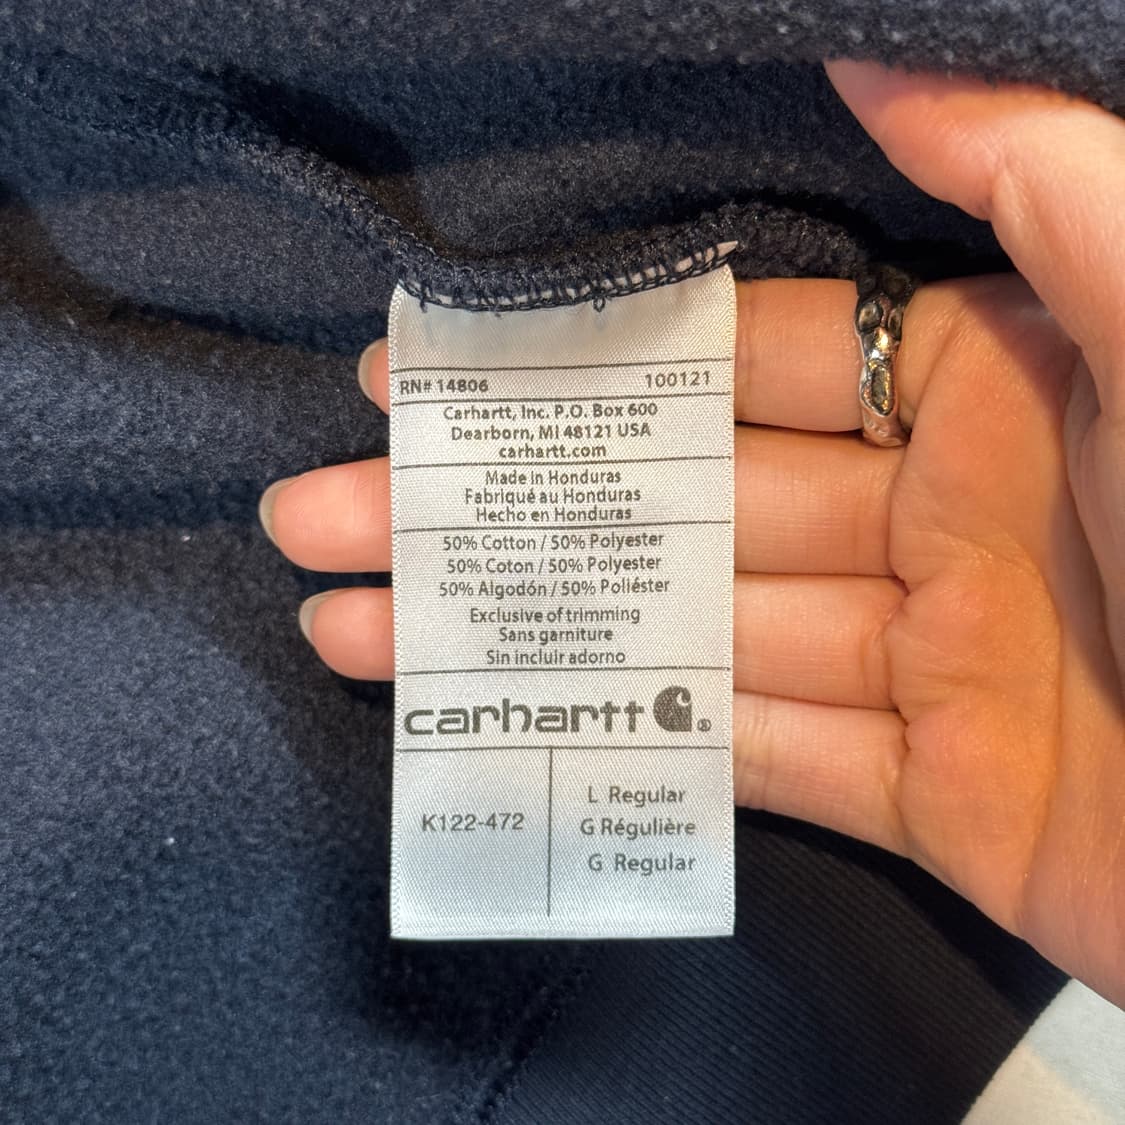 RN# 14806 100121
Carhartt, Inc. P.O. Box 600
Dearborn, MI 48121 USA
carhartt.com
Made in Honduras
Fabriqué au Honduras
Hecho en Honduras
50% Cotton / 50% Polyester
50% Coton / 50% Polyester
50% Algodón / 50% Poliéster
Exclusive of trimming
Sans garniture
Sin incluir adorno
carhartt ®
K122-472
L Regular
G Régulière
G Regular